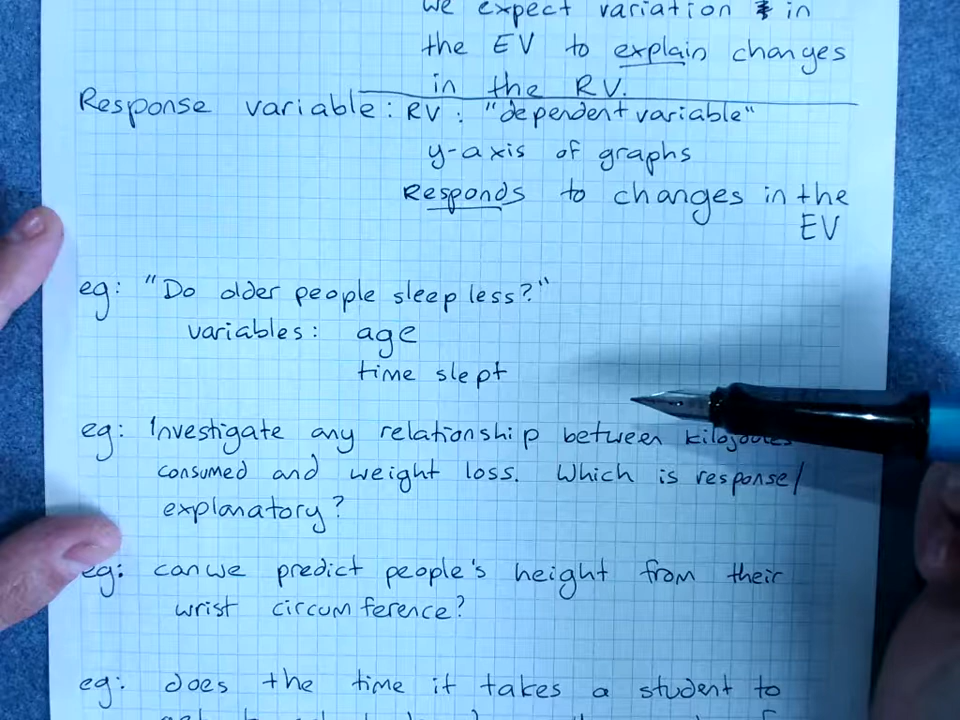 we expect variation in
the EV to explain changes
in the RV.
Response variable: RV: "dependent variable"
y-axis of graphs
Responds to changes in the
EV
eg: "Do older people sleep less?"
variables: age
time slept
eg: Investigate any relationship between kilojoules
consumed and weight loss. Which is response/
explanatory?
eg: can we predict people's height from their
wrist circumference?
eg: does the time it takes a student to